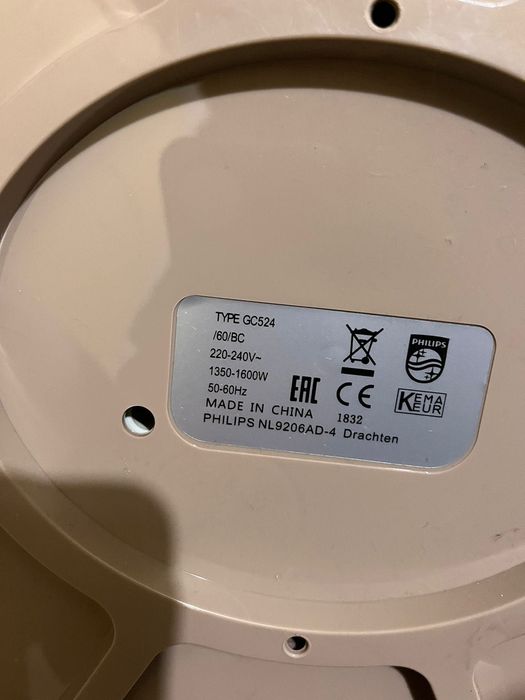 TYPE GC524
/60/BC
220-240V~
1350-1600W
50-60Hz
PHILIPS
EAC CE
KEMA
EUR
MADE IN CHINA 1832
PHILIPS NL9206AD-4 Drachten